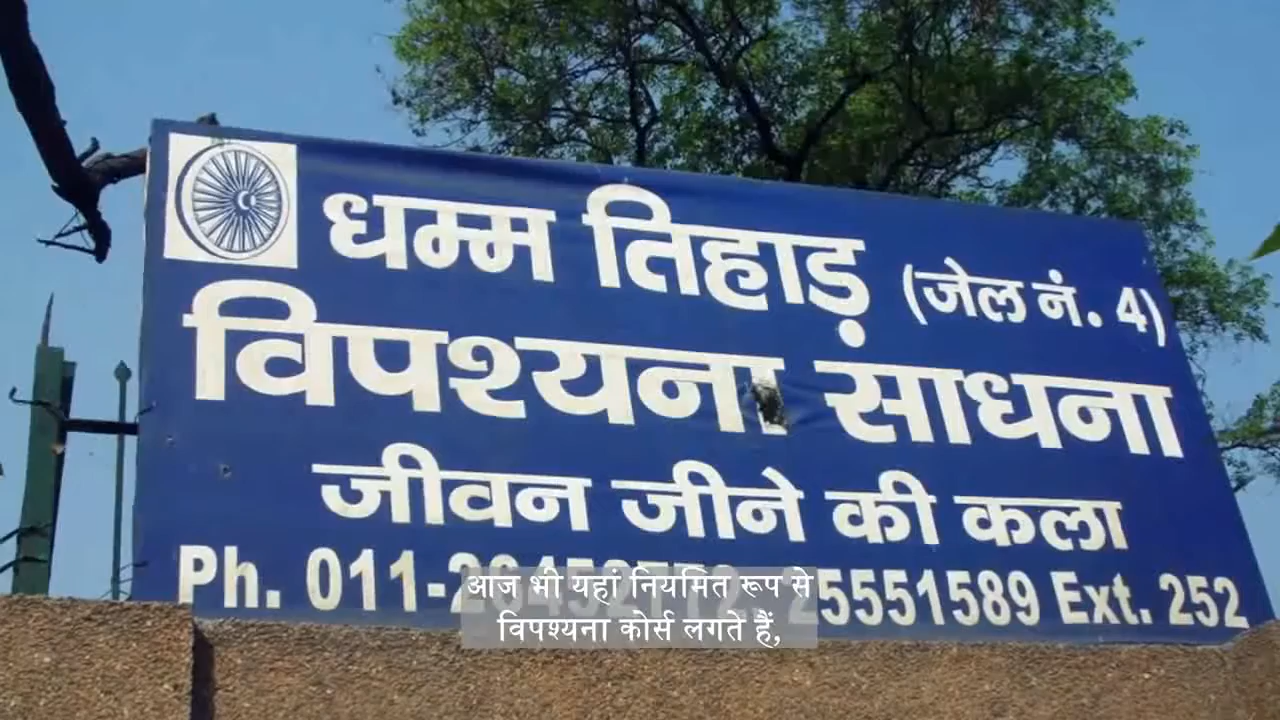 धम्म तिहाड़ (जेल नं. 4)
विपश्यना साधना
जीवन जीने की कला
Ph. 011- 25551589 Ext. 252
आज भी यहां नियमित रूप से
विपश्यना कोर्स लगते हैं,